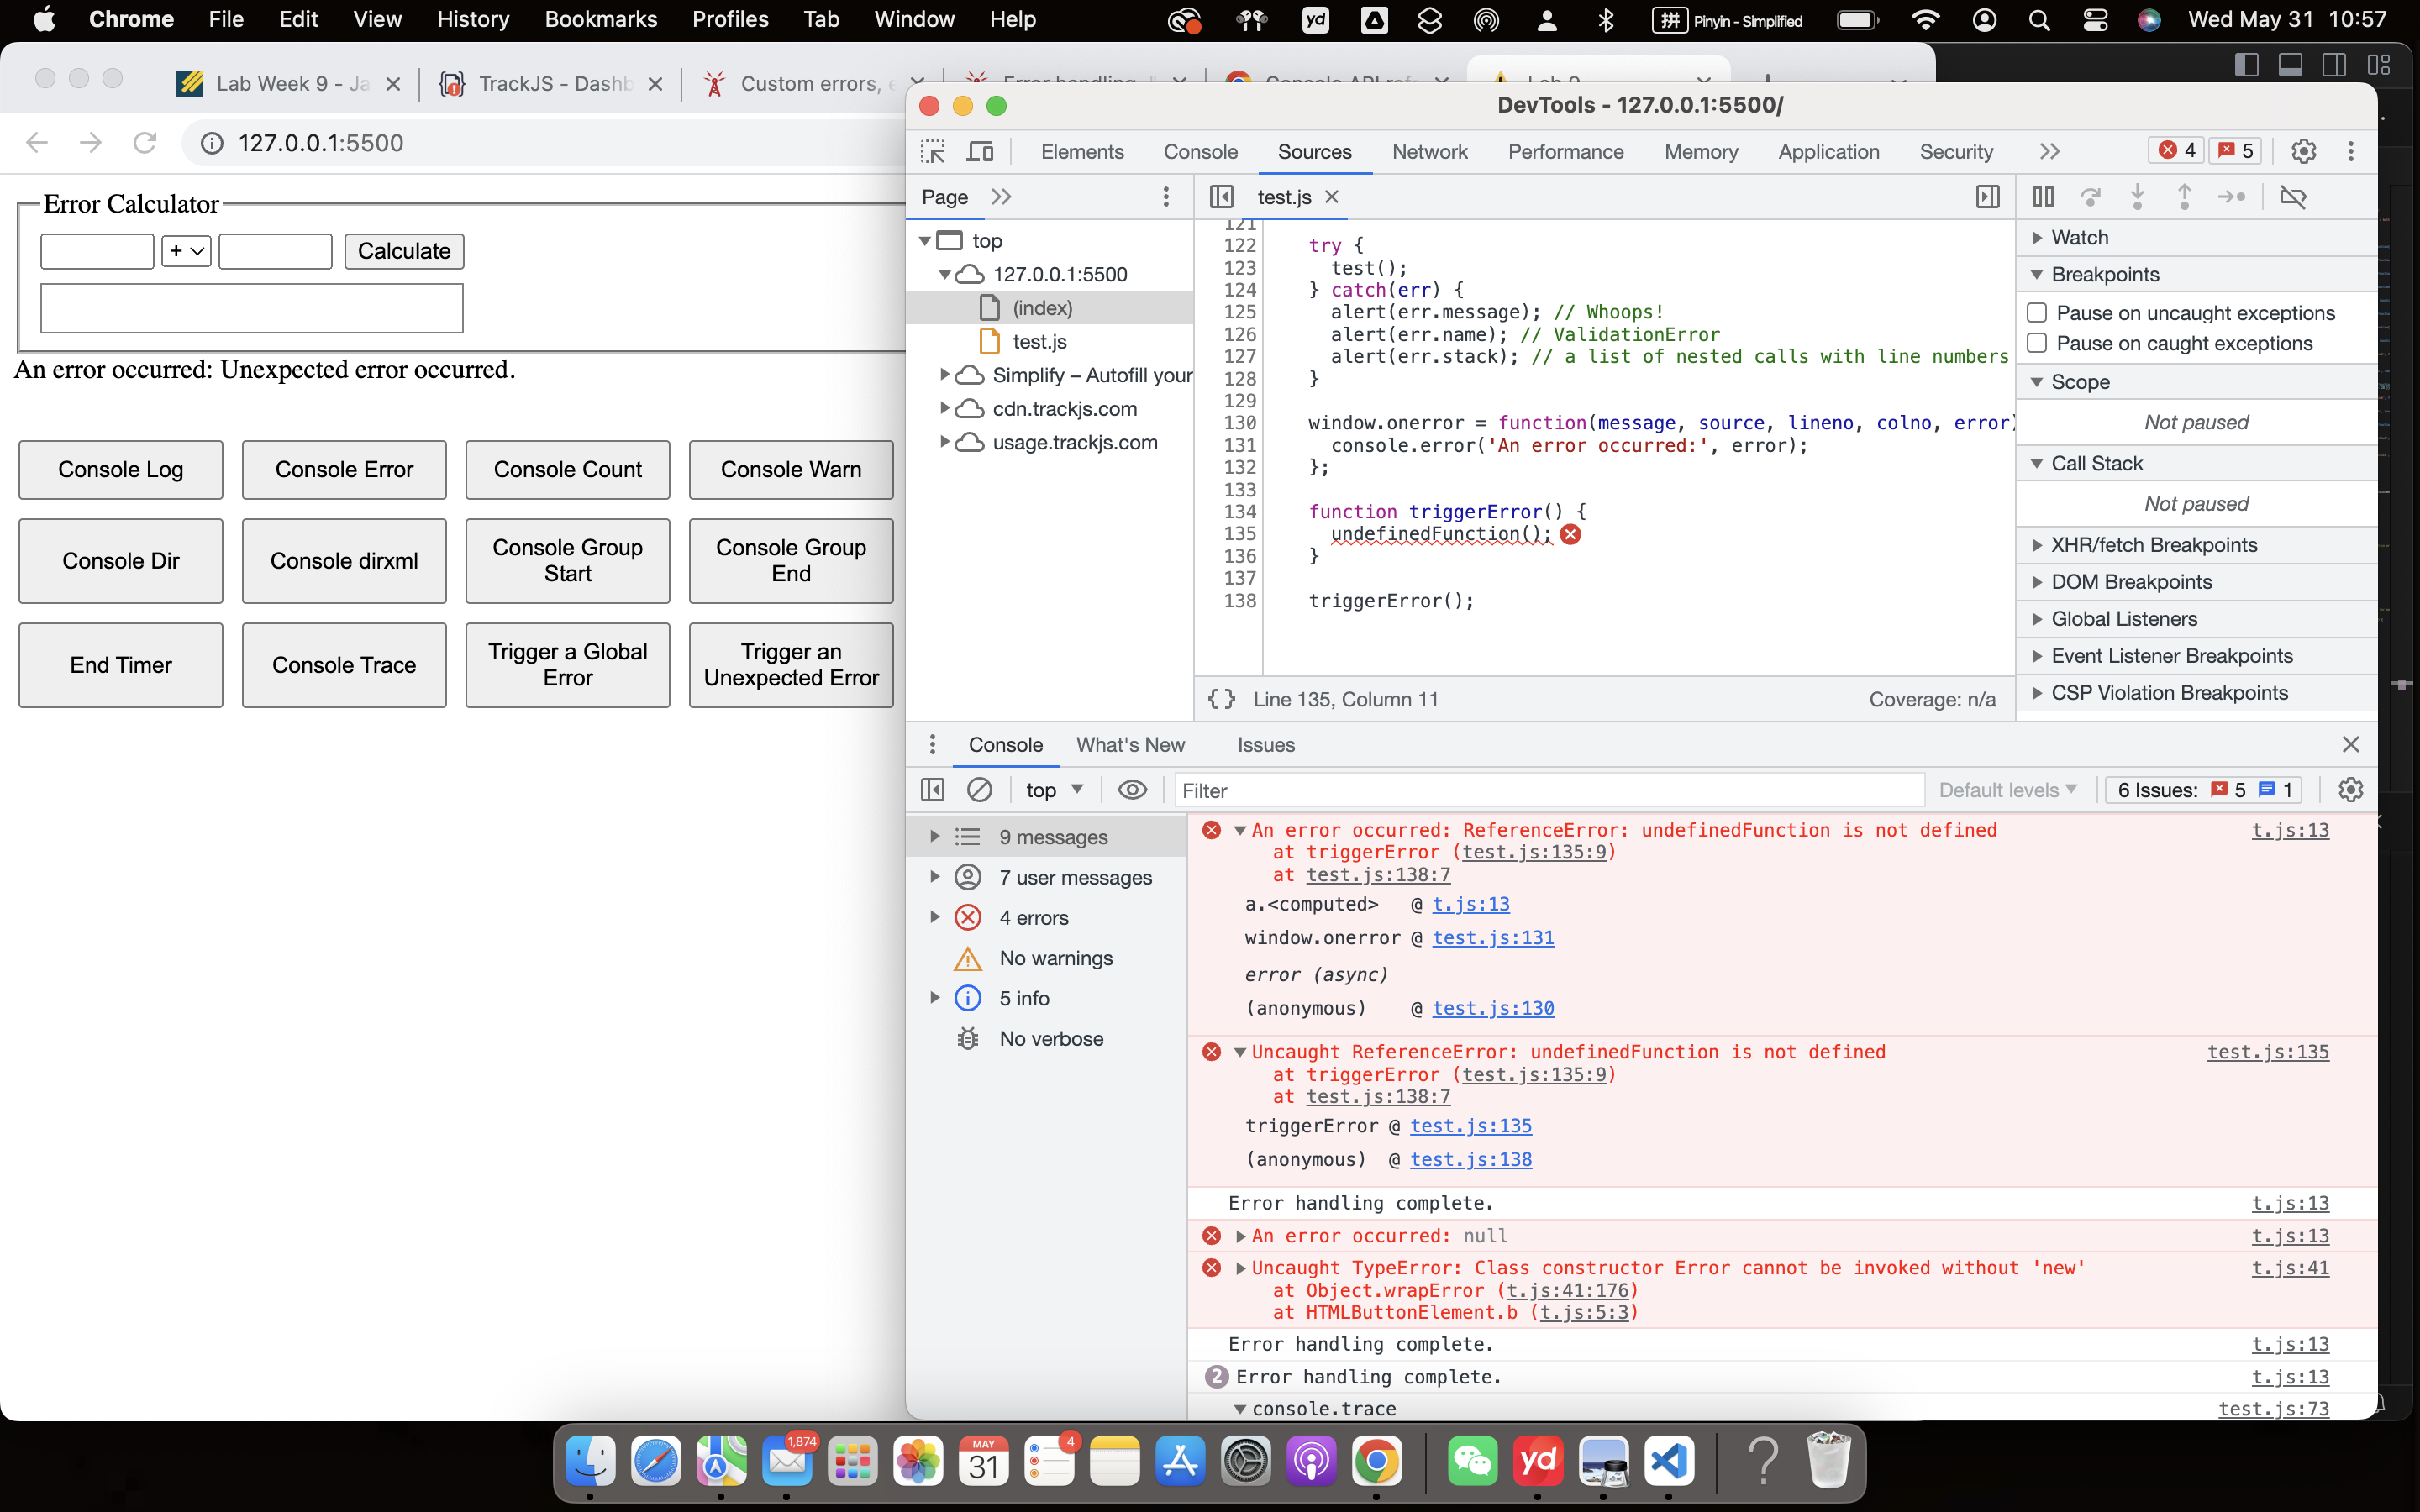 Chrome File Edit View History Bookmarks Profiles Tab Window Help
yd
拼 Pinyin - Simplified
Wed May 31 10:57
Lab Week 9 - Ja
TrackJS - Dashb
Custom errors, e
127.0.0.1:5500
Error Calculator
+
Calculate
An error occurred: Unexpected error occurred.
Console Log
Console Error
Console Count
Console Warn
Console Dir
Console dirxml
Console Group Start
Console Group End
End Timer
Console Trace
Trigger a Global Error
Trigger an Unexpected Error
DevTools - 127.0.0.1:5500/
Elements Console Sources Network Performance Memory Application Security
4
5
Page
test.js
top
127.0.0.1:5500
(index)
test.js
Simplify – Autofill your
cdn.trackjs.com
usage.trackjs.com
121
122 try {
123 test();
124 } catch(err) {
125 alert(err.message); // Whoops!
126 alert(err.name); // ValidationError
127 alert(err.stack); // a list of nested calls with line numbers
128 }
129
130 window.onerror = function(message, source, lineno, colno, error)
131 console.error('An error occurred:', error);
132 };
133
134 function triggerError() {
135 undefinedFunction();
136 }
137
138 triggerError();
{} Line 135, Column 11
Coverage: n/a
Watch
Breakpoints
Pause on uncaught exceptions
Pause on caught exceptions
Scope
Not paused
Call Stack
Not paused
XHR/fetch Breakpoints
DOM Breakpoints
Global Listeners
Event Listener Breakpoints
CSP Violation Breakpoints
Console What's New Issues
top
Filter
Default levels
6 Issues: 5 1
9 messages
7 user messages
4 errors
No warnings
5 info
No verbose
An error occurred: ReferenceError: undefinedFunction is not defined t.js:13
at triggerError (test.js:135:9)
at test.js:138:7
a.<computed> @ t.js:13
window.onerror @ test.js:131
error (async)
(anonymous) @ test.js:130
Uncaught ReferenceError: undefinedFunction is not defined test.js:135
at triggerError (test.js:135:9)
at test.js:138:7
triggerError @ test.js:135
(anonymous) @ test.js:138
Error handling complete. t.js:13
An error occurred: null t.js:13
Uncaught TypeError: Class constructor Error cannot be invoked without 'new' t.js:41
at Object.wrapError (t.js:41:176)
at HTMLButtonElement.b (t.js:5:3)
Error handling complete. t.js:13
2 Error handling complete. t.js:13
console.trace test.js:73
1,874
MAY
31
4
yd